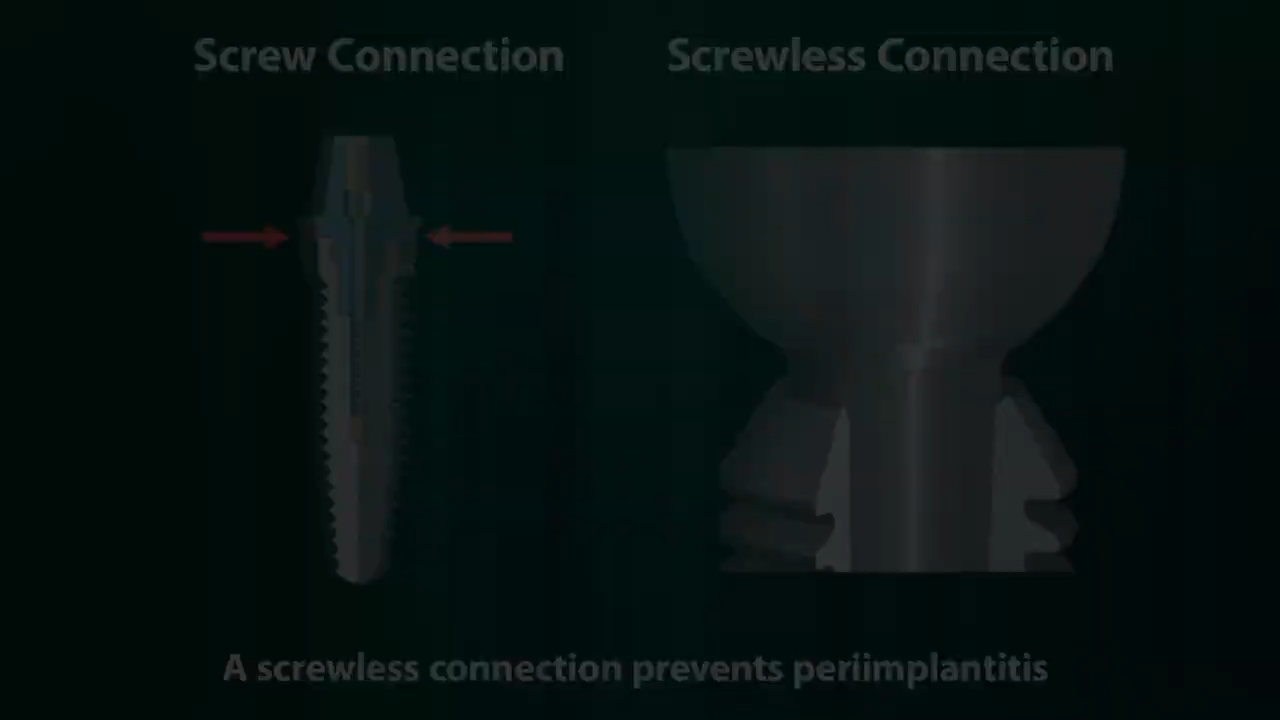 Screw Connection
Screwless Connection
A screwless connection prevents periimplantitis